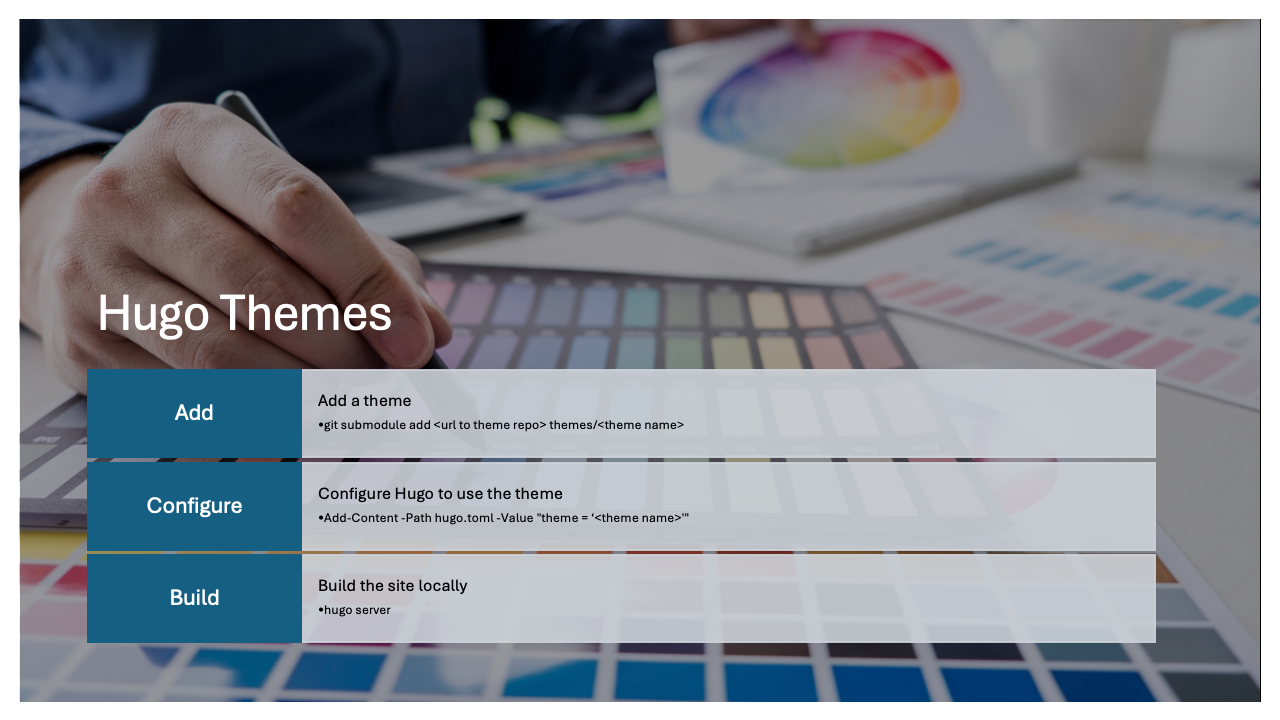 Hugo Themes
Add
Add a theme
•git submodule add <url to theme repo> themes/<theme name>
Configure
Configure Hugo to use the theme
•Add-Content -Path hugo.toml -Value "theme = ‘<theme name>'"
Build
Build the site locally
•hugo server